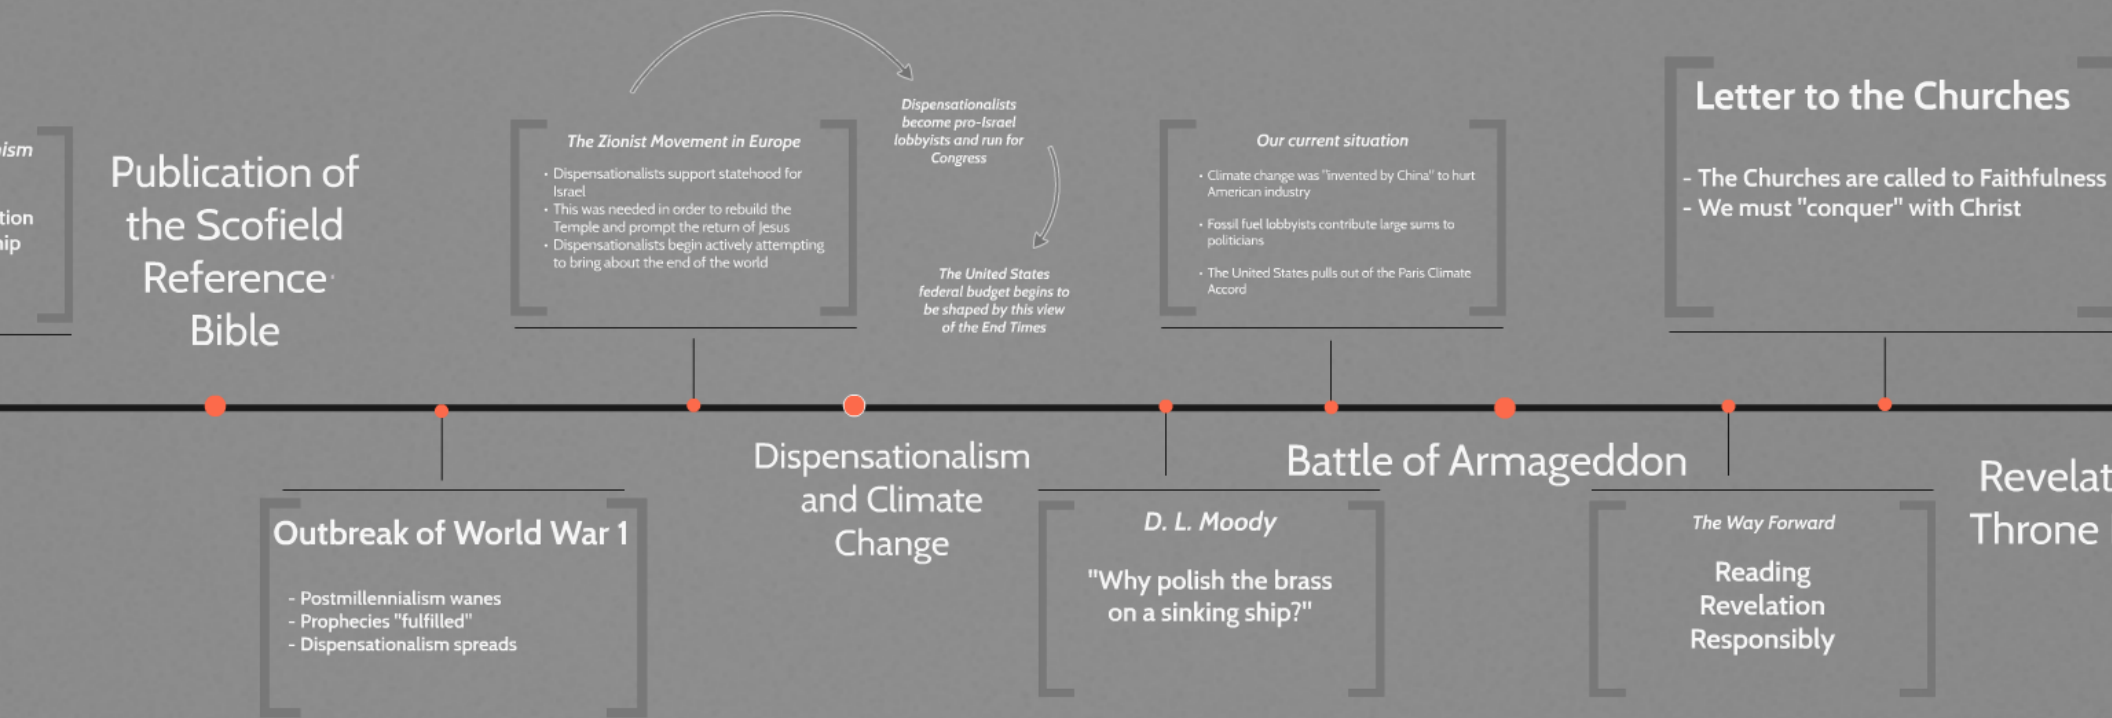 ism
tion
ip
Publication of
the Scofield
Reference
Bible
Outbreak of World War 1
- Postmillennialism wanes
- Prophecies "fulfilled"
- Dispensationalism spreads
The Zionist Movement in Europe
• Dispensationalists support statehood for
Israel
• This was needed in order to rebuild the
Temple and prompt the return of Jesus
• Dispensationalists begin actively attempting
to bring about the end of the world
Dispensationalists
become pro-Israel
lobbyists and run for
Congress
The United States
federal budget begins to
be shaped by this view
of the End Times
Dispensationalism
and Climate
Change
D. L. Moody
"Why polish the brass
on a sinking ship?"
Our current situation
• Climate change was "invented by China" to hurt
American industry
• Fossil fuel lobbyists contribute large sums to
politicians
• The United States pulls out of the Paris Climate
Accord
Battle of Armageddon
The Way Forward
Reading
Revelation
Responsibly
Letter to the Churches
- The Churches are called to Faithfulness
- We must "conquer" with Christ
Revelat
Throne